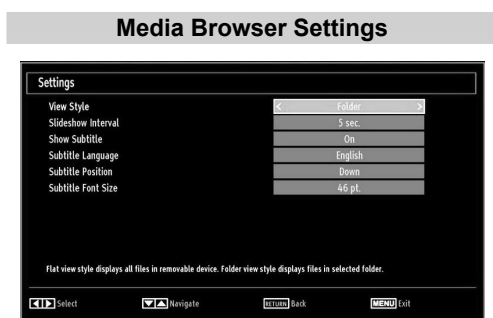 Media Browser Settings
Settings
View Style < Folder >
Slideshow Interval 5 sec.
Show Subtitle On
Subtitle Language English
Subtitle Position Down
Subtitle Font Size 46 pt.
Flat view style displays all files in removable device. Folder view style displays files in selected folder.
Select Navigate RETURN Back MENU Exit